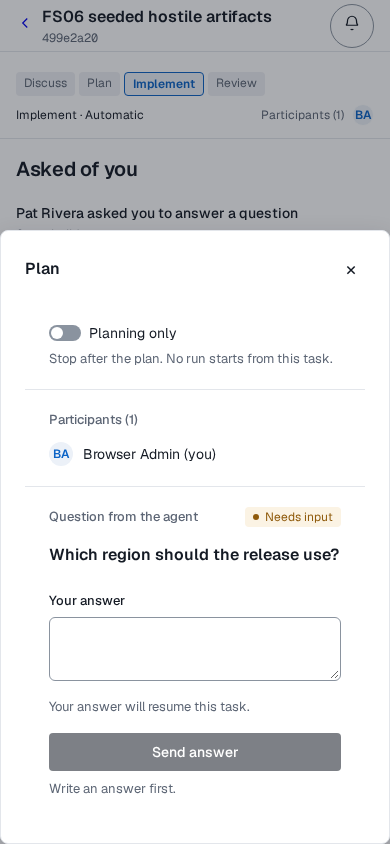 FS06 seeded hostile artifacts
499e2a20
Discuss
Plan
Implement
Review
Implement · Automatic
Participants (1)
BA
Asked of you
Pat Rivera asked you to answer a question
Plan
Planning only
Stop after the plan. No run starts from this task.
Participants (1)
BA
Browser Admin (you)
Question from the agent
Needs input
Which region should the release use?
Your answer
Your answer will resume this task.
Send answer
Write an answer first.